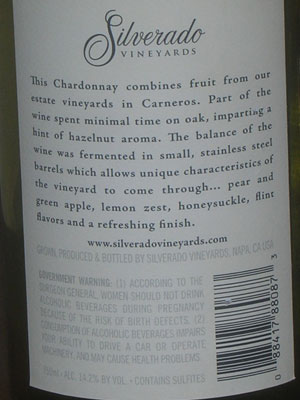 Silverado
VINEYARDS
This Chardonnay combines fruit from our
estate vineyards in Carneros. Part of the
wine spent minimal time on oak, imparting a
hint of hazelnut aroma. The balance of the
wine was fermented in small, stainless steel
barrels which allows unique characteristics of
the vineyard to come through... pear and
green apple, lemon zest, honeysuckle, flint
flavors and a refreshing finish.
www.silveradovineyards.com
GROWN, PRODUCED & BOTTLED BY SILVERADO VINEYARDS, NAPA, CA USA
GOVERNMENT WARNING: (1) ACCORDING TO THE
SURGEON GENERAL, WOMEN SHOULD NOT DRINK
ALCOHOLIC BEVERAGES DURING PREGNANCY
BECAUSE OF THE RISK OF BIRTH DEFECTS. (2)
CONSUMPTION OF ALCOHOLIC BEVERAGES IMPAIRS
YOUR ABILITY TO DRIVE A CAR OR OPERATE
MACHINERY, AND MAY CAUSE HEALTH PROBLEMS.
750ml • ALC. 14.2% BY VOL. • CONTAINS SULFITES
0 88417 88087 3